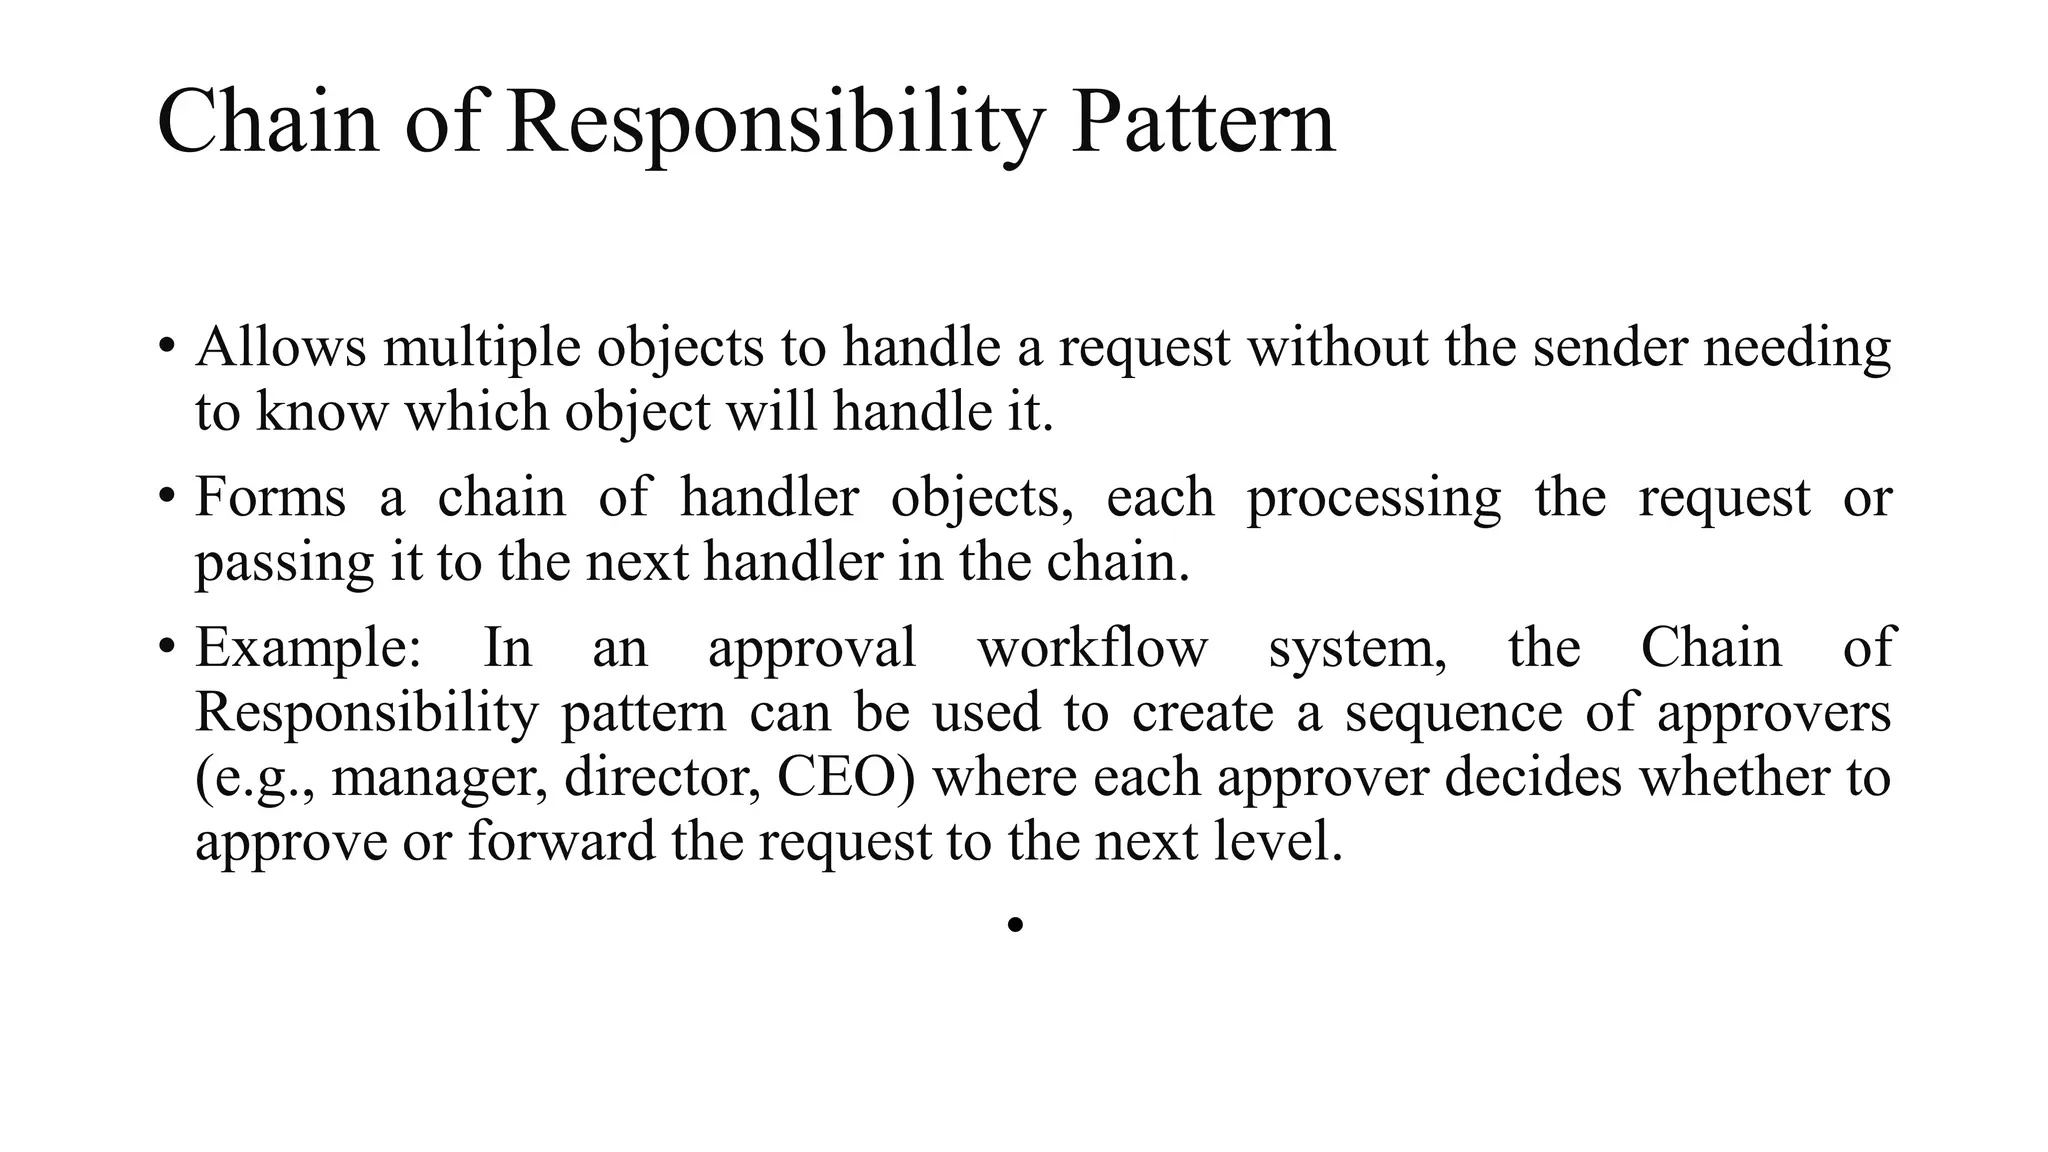 Chain of Responsibility Pattern
• Allows multiple objects to handle a request without the sender needing
to know which object will handle it.
• Forms a chain of handler objects, each processing the request or
passing it to the next handler in the chain.
• Example: In an approval workflow system, the Chain of
Responsibility pattern can be used to create a sequence of approvers
(e.g., manager, director, CEO) where each approver decides whether to
approve or forward the request to the next level.
•